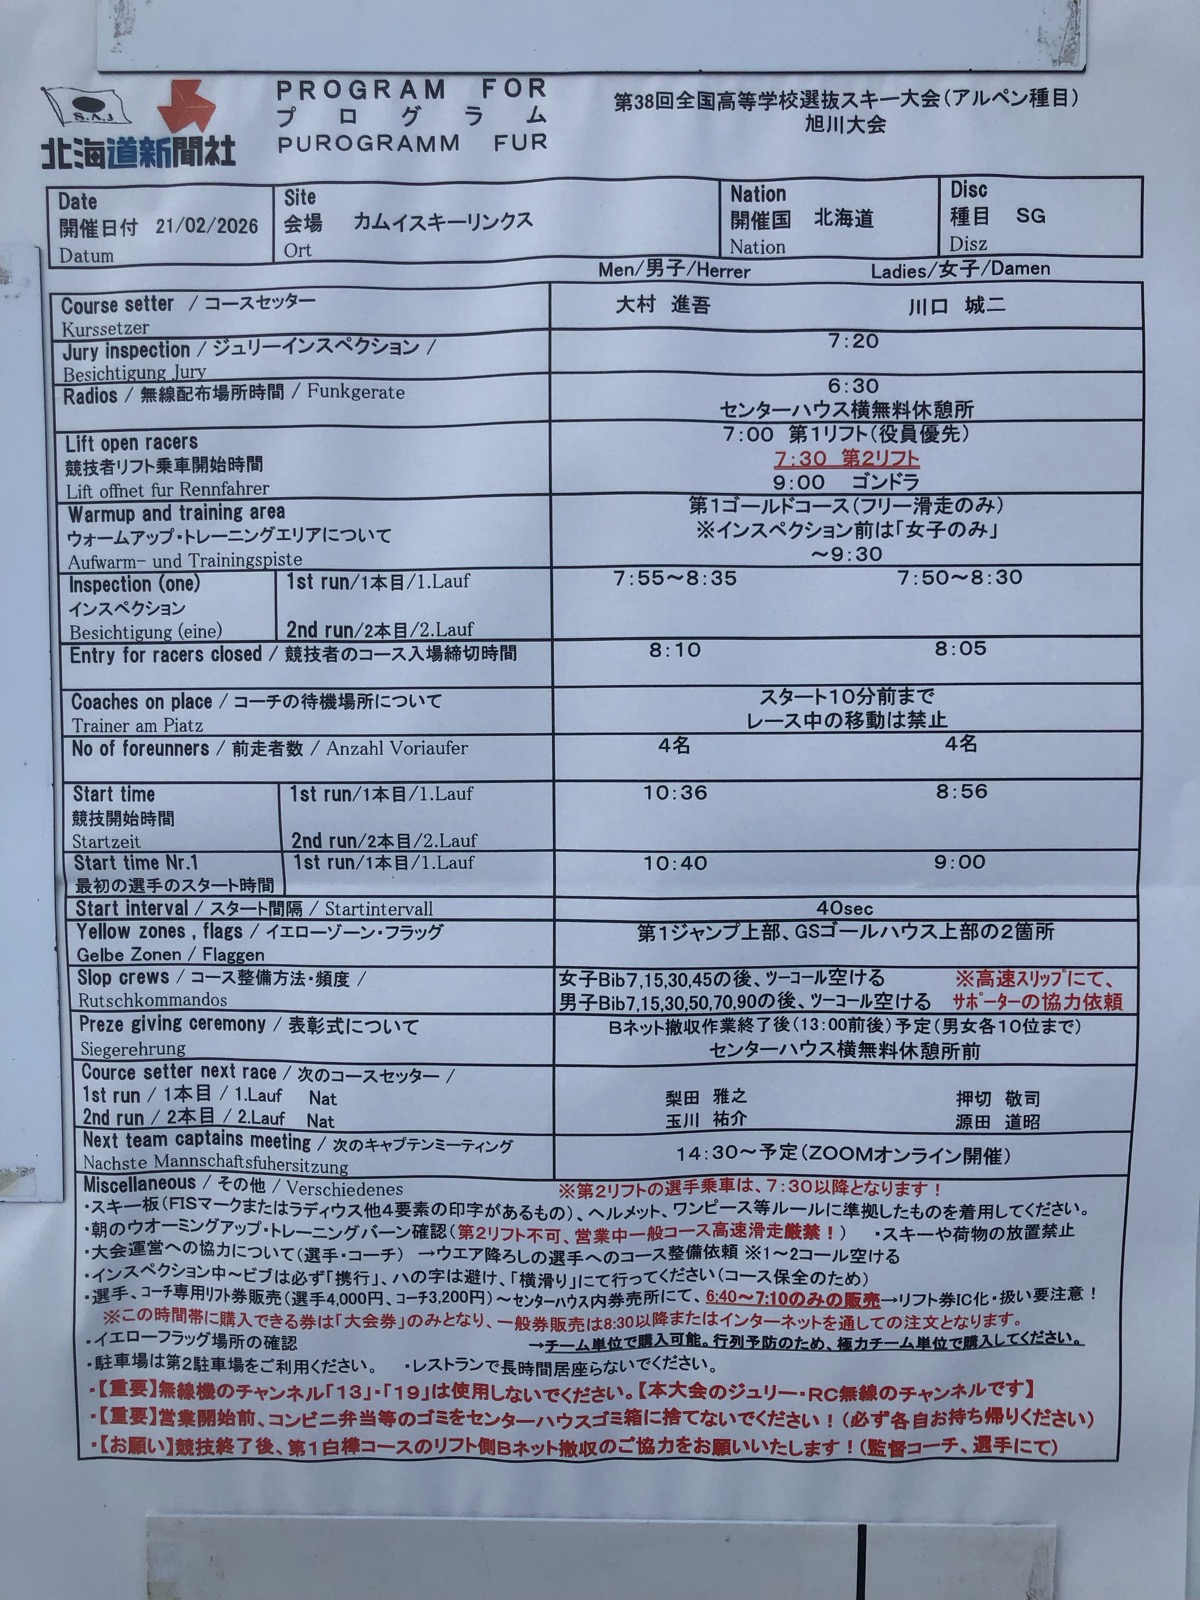 S.A.J
北海道新聞社
PROGRAM FOR
プログラム
PUROGRAMM FUR
第38回全国高等学校選抜スキー大会(アルペン種目)
旭川大会
Date
開催日付 21/02/2026
Datum
Site
会場 カムイスキーリンクス
Ort
Nation
開催国 北海道
Nation
Disc
種目 SG
Disz
Men/男子/Herrer Ladies/女子/Damen
Course setter /コースセッター 大村 進吾 川口 城二
Kurssetzer
Jury inspection / ジュリーインスペクション / 7:20
Besichtigung Jury
Radios / 無線配布場所時間 / Funkgerate 6:30
センターハウス横無料休憩所
Lift open racers 7:00 第1リフト(役員優先)
競技者リフト乗車開始時間 7:30 第2リフト
Lift offnet fur Rennfahrer 9:00 ゴンドラ
Warmup and training area 第1ゴールドコース(フリー滑走のみ)
ウォームアップ・トレーニングエリアについて ※インスペクション前は「女子のみ」
Aufwarm- und Trainingspiste ~9:30
Inspection (one) 1st run/1本目/1.Lauf 7:55~8:35 7:50~8:30
インスペクション
Besichtigung (eine) 2nd run/2本目/2.Lauf
Entry for racers closed / 競技者のコース入場締切時間 8:10 8:05
Coaches on place / コーチの待機場所について スタート10分前まで
Trainer am Piatz レース中の移動は禁止
No of foreunners / 前走者数 / Anzahl Voriaufer 4名 4名
Start time 1st run/1本目/1.Lauf 10:36 8:56
競技開始時間
Startzeit 2nd run/2本目/2.Lauf
Start time Nr.1 1st run/1本目/1.Lauf 10:40 9:00
最初の選手のスタート時間
Start interval / スタート間隔 / Startintervall 40sec
Yellow zones , flags / イエローゾーン・フラッグ 第1ジャンプ上部、GSゴールハウス上部の2箇所
Gelbe Zonen / Flaggen
Slop crews / コース整備方法・頻度 / 女子Bib7,15,30,45の後、ツーコール空ける ※高速スリップにて、
Rutschkommandos 男子Bib7,15,30,50,70,90の後、ツーコール空ける サポーターの協力依頼
Preze giving ceremony / 表彰式について Bネット撤収作業終了後(13:00前後)予定(男女各10位まで)
Siegerehrung センターハウス横無料休憩所前
Cource setter next race / 次のコースセッター /
1st run / 1本目 / 1.Lauf Nat 梨田 雅之 押切 敬司
2nd run / 2本目 / 2.Lauf Nat 玉川 祐介 源田 道昭
Next team captains meeting / 次のキャプテンミーティング 14:30~予定(ZOOMオンライン開催)
Nachste Mannschaftsfuhersitzung
Miscellaneous / その他 / Verschiedenes ※第2リフトの選手乗車は、7:30以降となります!
・スキー板(FISマークまたはラディウス他4要素の印字があるもの)、ヘルメット、ワンピース等ルールに準拠したものを着用してください。
・朝のウオーミングアップ・トレーニングバーン確認(第2リフト不可、営業中一般コース高速滑走厳禁!) ・スキーや荷物の放置禁止
・大会運営への協力について(選手・コーチ) →ウエア降ろしの選手へのコース整備依頼 ※1~2コール空ける
・インスペクション中~ビブは必ず「携行」、ハの字は避け、「横滑り」にて行ってください(コース保全のため)
・選手、コーチ専用リフト券販売(選手4,000円、コーチ3,200円)~センターハウス内券売所にて、6:40~7:10のみの販売→リフト券IC化・扱い要注意!
※この時間帯に購入できる券は「大会券」のみとなり、一般券販売は8:30以降またはインターネットを通しての注文となります。
・イエローフラッグ場所の確認 →チーム単位で購入可能。行列予防のため、極力チーム単位で購入してください。
・駐車場は第2駐車場をご利用ください。 ・レストランで長時間居座らないでください。
・【重要】無線機のチャンネル「13」・「19」は使用しないでください。【本大会のジュリー・RC無線のチャンネルです】
・【重要】営業開始前、コンビニ弁当等のゴミをセンターハウスゴミ箱に捨てないでください!(必ず各自お持ち帰りください)
・【お願い】競技終了後、第1白樺コースのリフト側Bネット撤収のご協力をお願いいたします!(監督コーチ、選手にて)